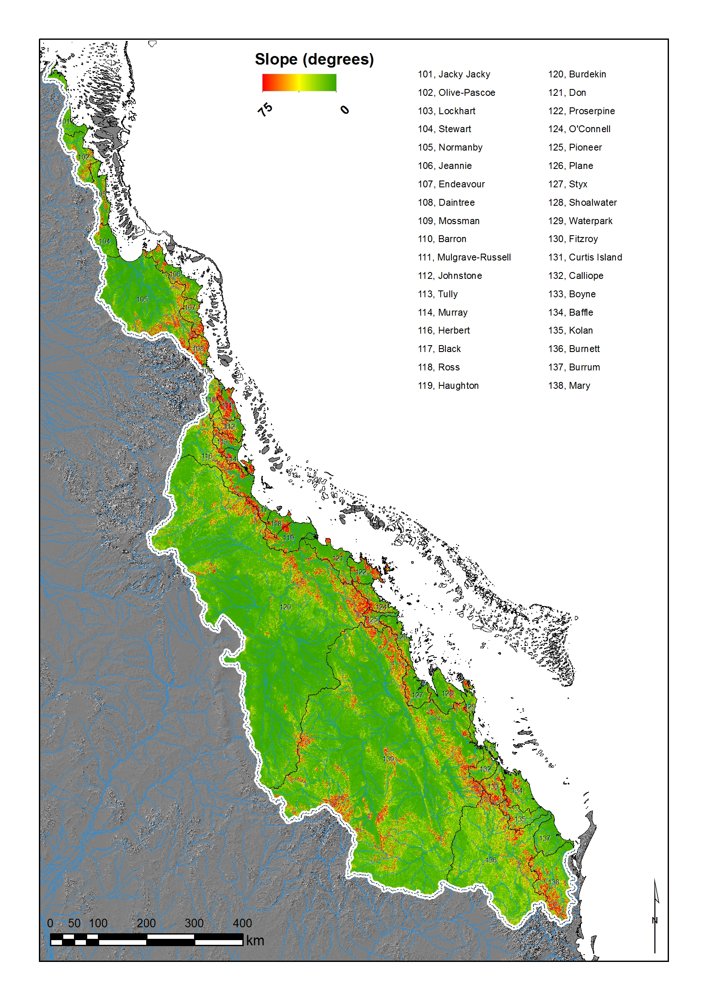 Slope (degrees)
75
0
101, Jacky Jacky
102, Olive-Pascoe
103, Lockhart
104, Stewart
105, Normanby
106, Jeannie
107, Endeavour
108, Daintree
109, Mossman
110, Barron
111, Mulgrave-Russell
112, Johnstone
113, Tully
114, Murray
116, Herbert
117, Black
118, Ross
119, Haughton
120, Burdekin
121, Don
122, Proserpine
124, O'Connell
125, Pioneer
126, Plane
127, Styx
128, Shoalwater
129, Waterpark
130, Fitzroy
131, Curtis Island
132, Calliope
133, Boyne
134, Baffle
135, Kolan
136, Burnett
137, Burrum
138, Mary
101
102
103
104
106
105
107
108
109
110
111
112
113
116
114
117
118
119
121
122
120
124
125
126
127
128
129
131
130
132
133
134
135
137
136
138
0 50 100 200 300 400
km
N